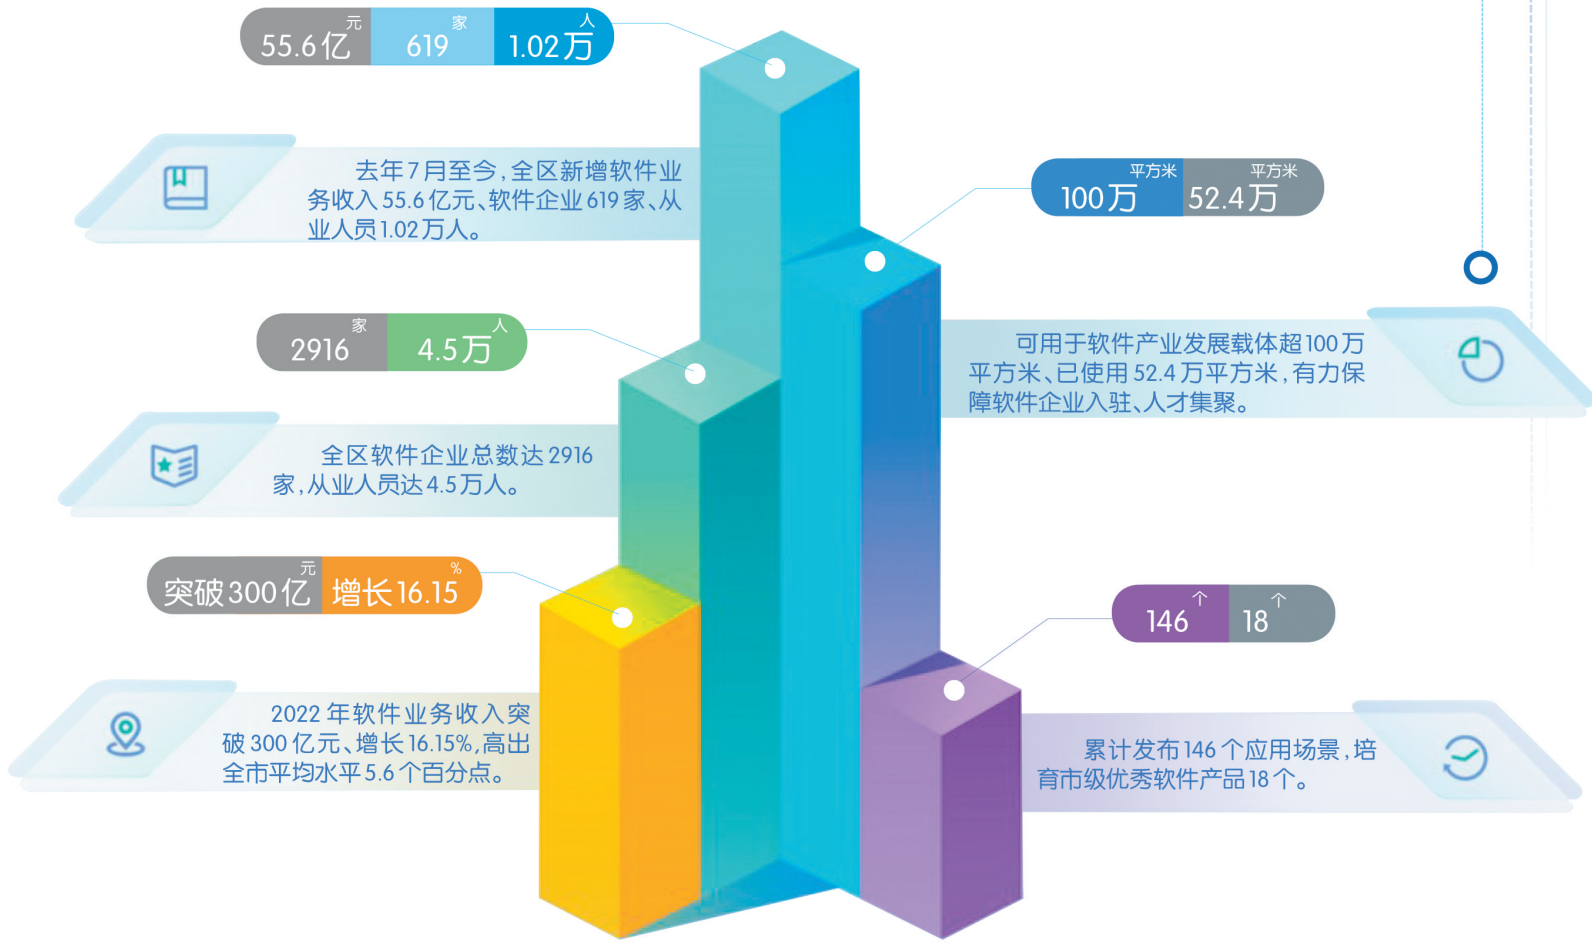 元 家 人
55.6亿 619 1.02万
去年7月至今,全区新增软件业
务收入55.6亿元、软件企业619家、从
业人员1.02万人。
平方米 平方米
100万 52.4万
可用于软件产业发展载体超100万
平方米、已使用52.4万平方米,有力保
障软件企业入驻、人才集聚。
家 人
2916 4.5万
全区软件企业总数达2916
家,从业人员达4.5万人。
元 %
突破300亿 增长16.15
2022年软件业务收入突
破300亿元、增长16.15%,高出
全市平均水平5.6个百分点。
个 个
146 18
累计发布146个应用场景,培
育市级优秀软件产品18个。